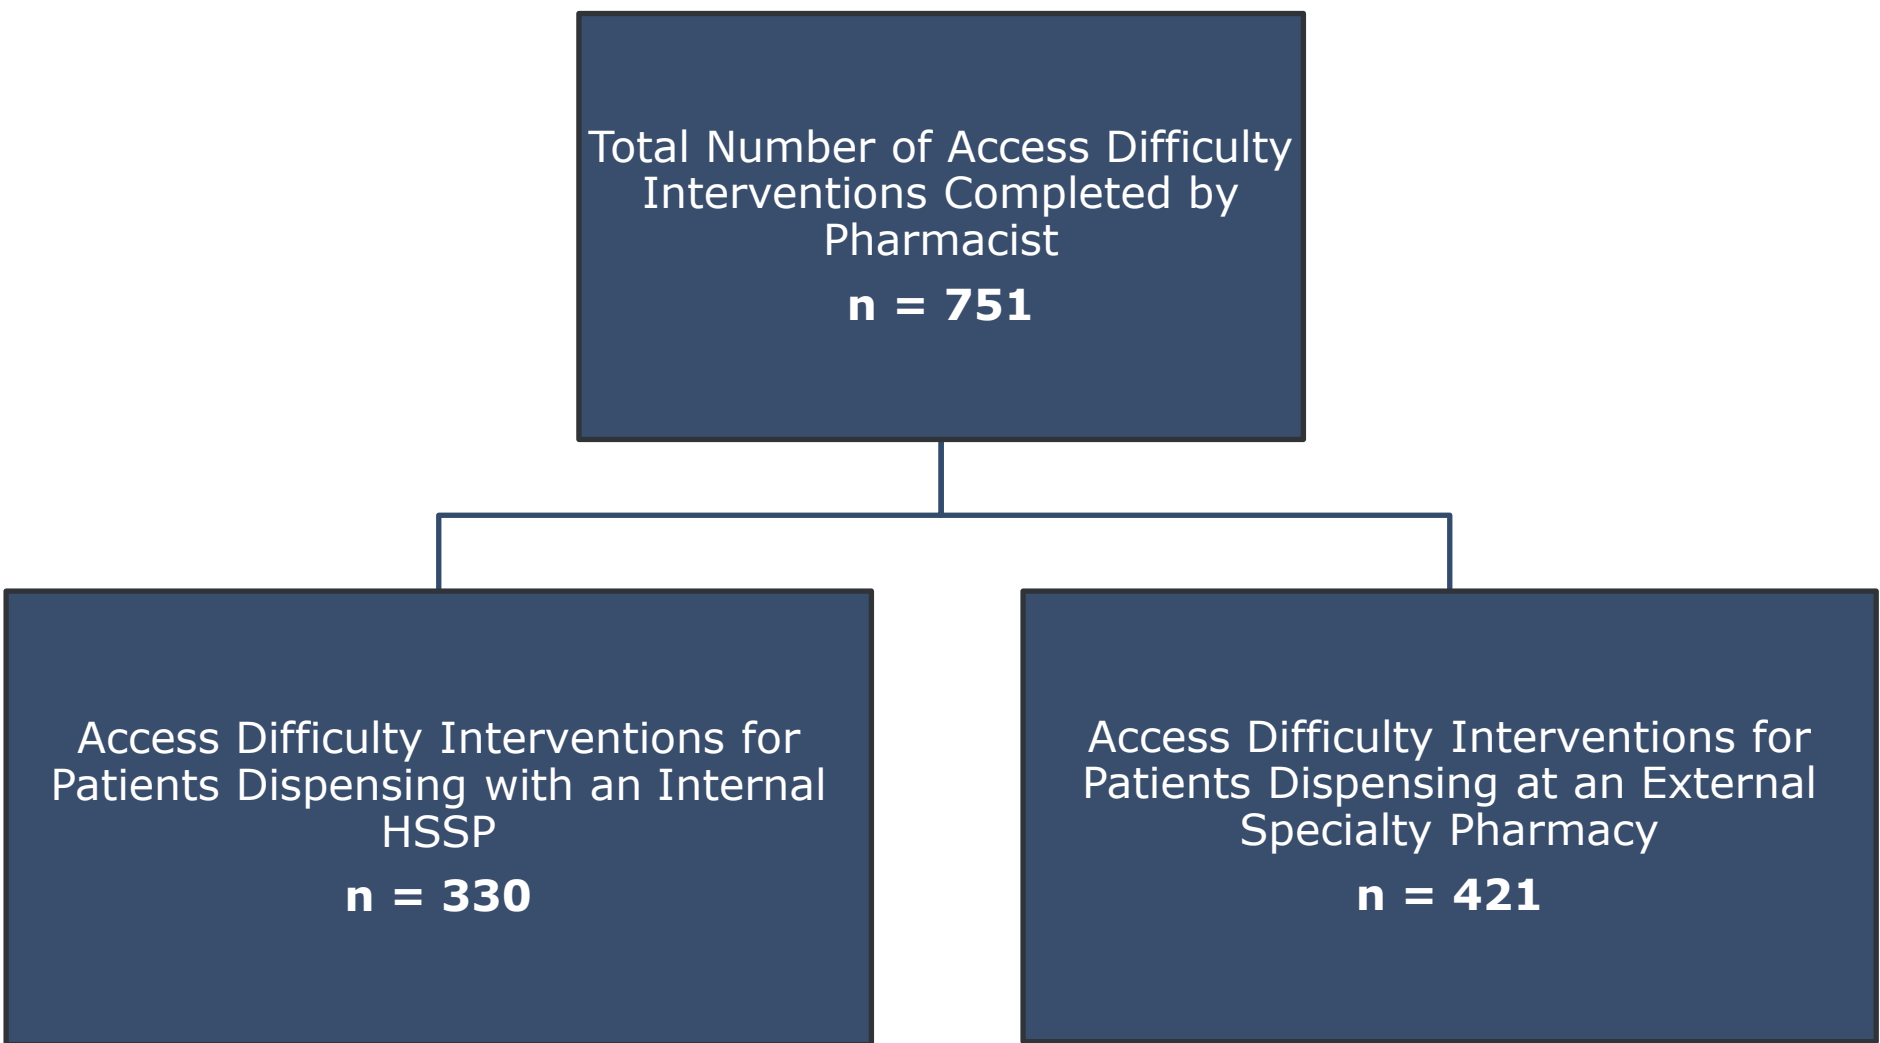 Total Number of Access Difficulty
Interventions Completed by
Pharmacist
n = 751
Access Difficulty Interventions for
Patients Dispensing with an Internal
HSSP
n = 330
Access Difficulty Interventions for
Patients Dispensing at an External
Specialty Pharmacy
n = 421